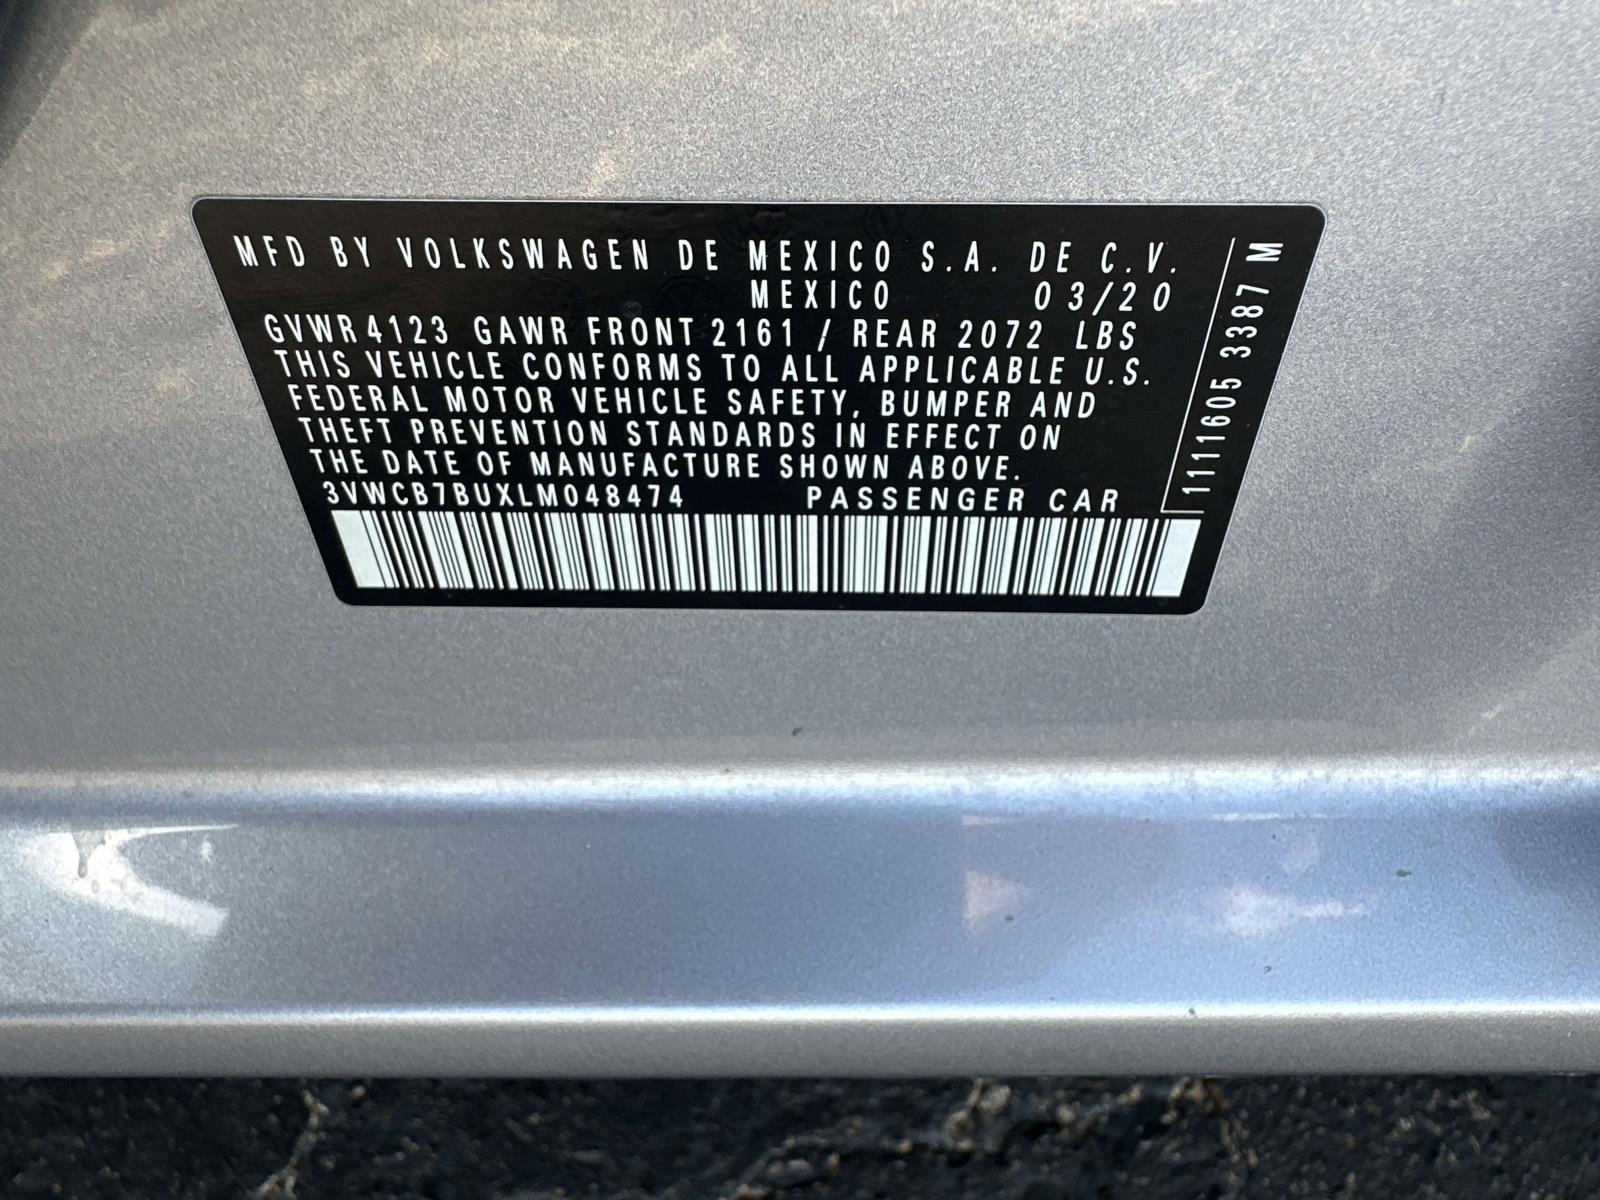 MFD BY VOLKSWAGEN DE MEXICO S.A. DE C.V.
MEXICO 03/20
GVWR 4123 GAWR FRONT 2161 / REAR 2072 LBS
THIS VEHICLE CONFORMS TO ALL APPLICABLE U.S.
FEDERAL MOTOR VEHICLE SAFETY, BUMPER AND
THEFT PREVENTION STANDARDS IN EFFECT ON
THE DATE OF MANUFACTURE SHOWN ABOVE.
3VWCB7BUXLM048474 PASSENGER CAR
1111605 3387 M